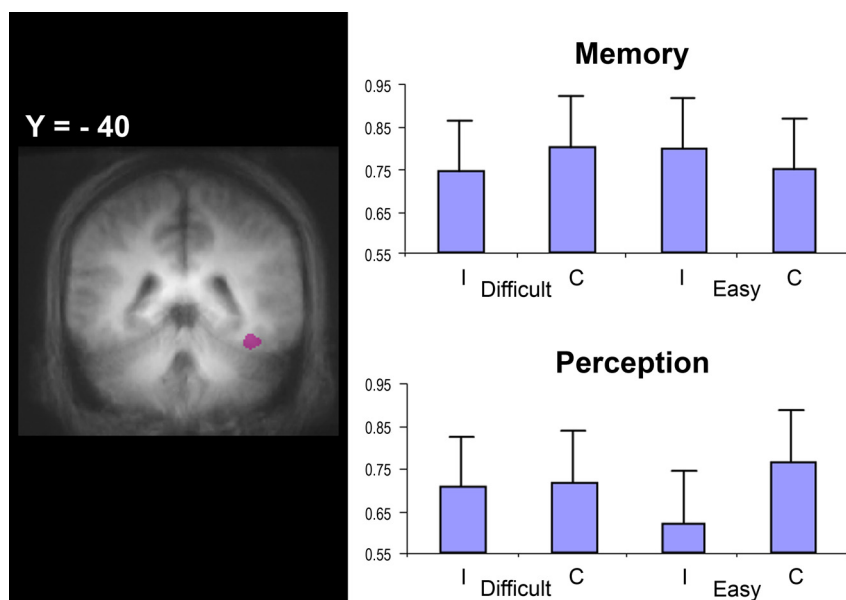 Y = - 40
Memory
0.95
0.85
0.75
0.65
0.55
I Difficult C I Easy C
Perception
0.95
0.85
0.75
0.65
0.55
I Difficult C I Easy C